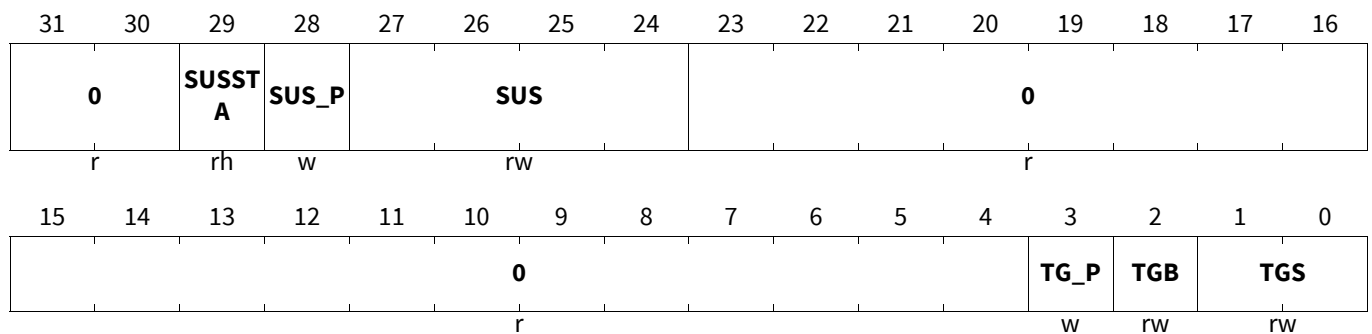 31 30 29 28 27 26 25 24 23 22 21 20 19 18 17 16
0 SUSST SUS_P SUS 0
A
r rh w rw r
15 14 13 12 11 10 9 8 7 6 5 4 3 2 1 0
0 TG_P TGB TGS
r w rw rw